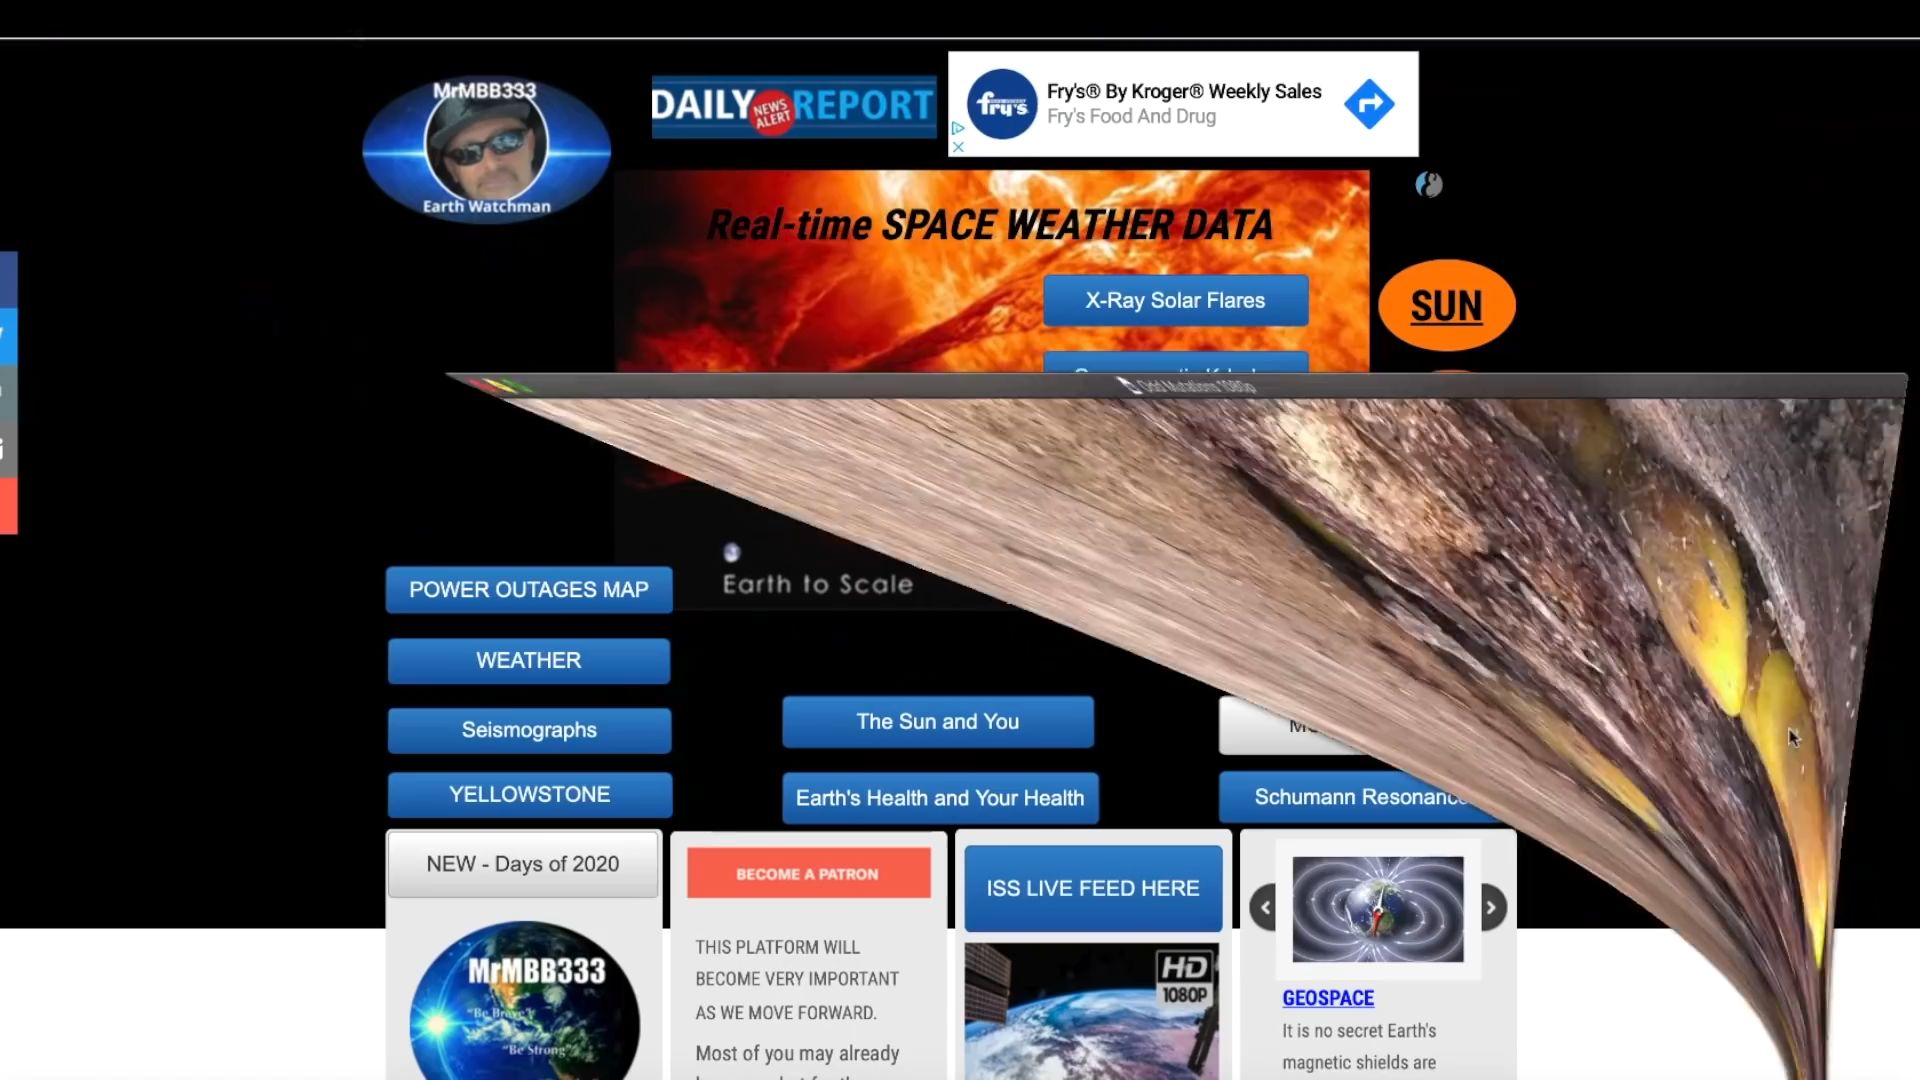 MrMBB333
Earth Watchman
DAILY NEWS ALERT REPORT
Fry's® By Kroger® Weekly Sales
Fry's Food And Drug
fry's
Real-time SPACE WEATHER DATA
X-Ray Solar Flares
SUN
Odd Mutations 1080p
Earth to Scale
POWER OUTAGES MAP
WEATHER
Seismographs
YELLOWSTONE
The Sun and You
Earth's Health and Your Health
Schumann Resonance
NEW - Days of 2020
MrMBB333
"Be Brave"
"Be Strong"
BECOME A PATRON
THIS PLATFORM WILL
BECOME VERY IMPORTANT
AS WE MOVE FORWARD.
Most of you may already
ISS LIVE FEED HERE
HD
1080P
GEOSPACE
It is no secret Earth's
magnetic shields are